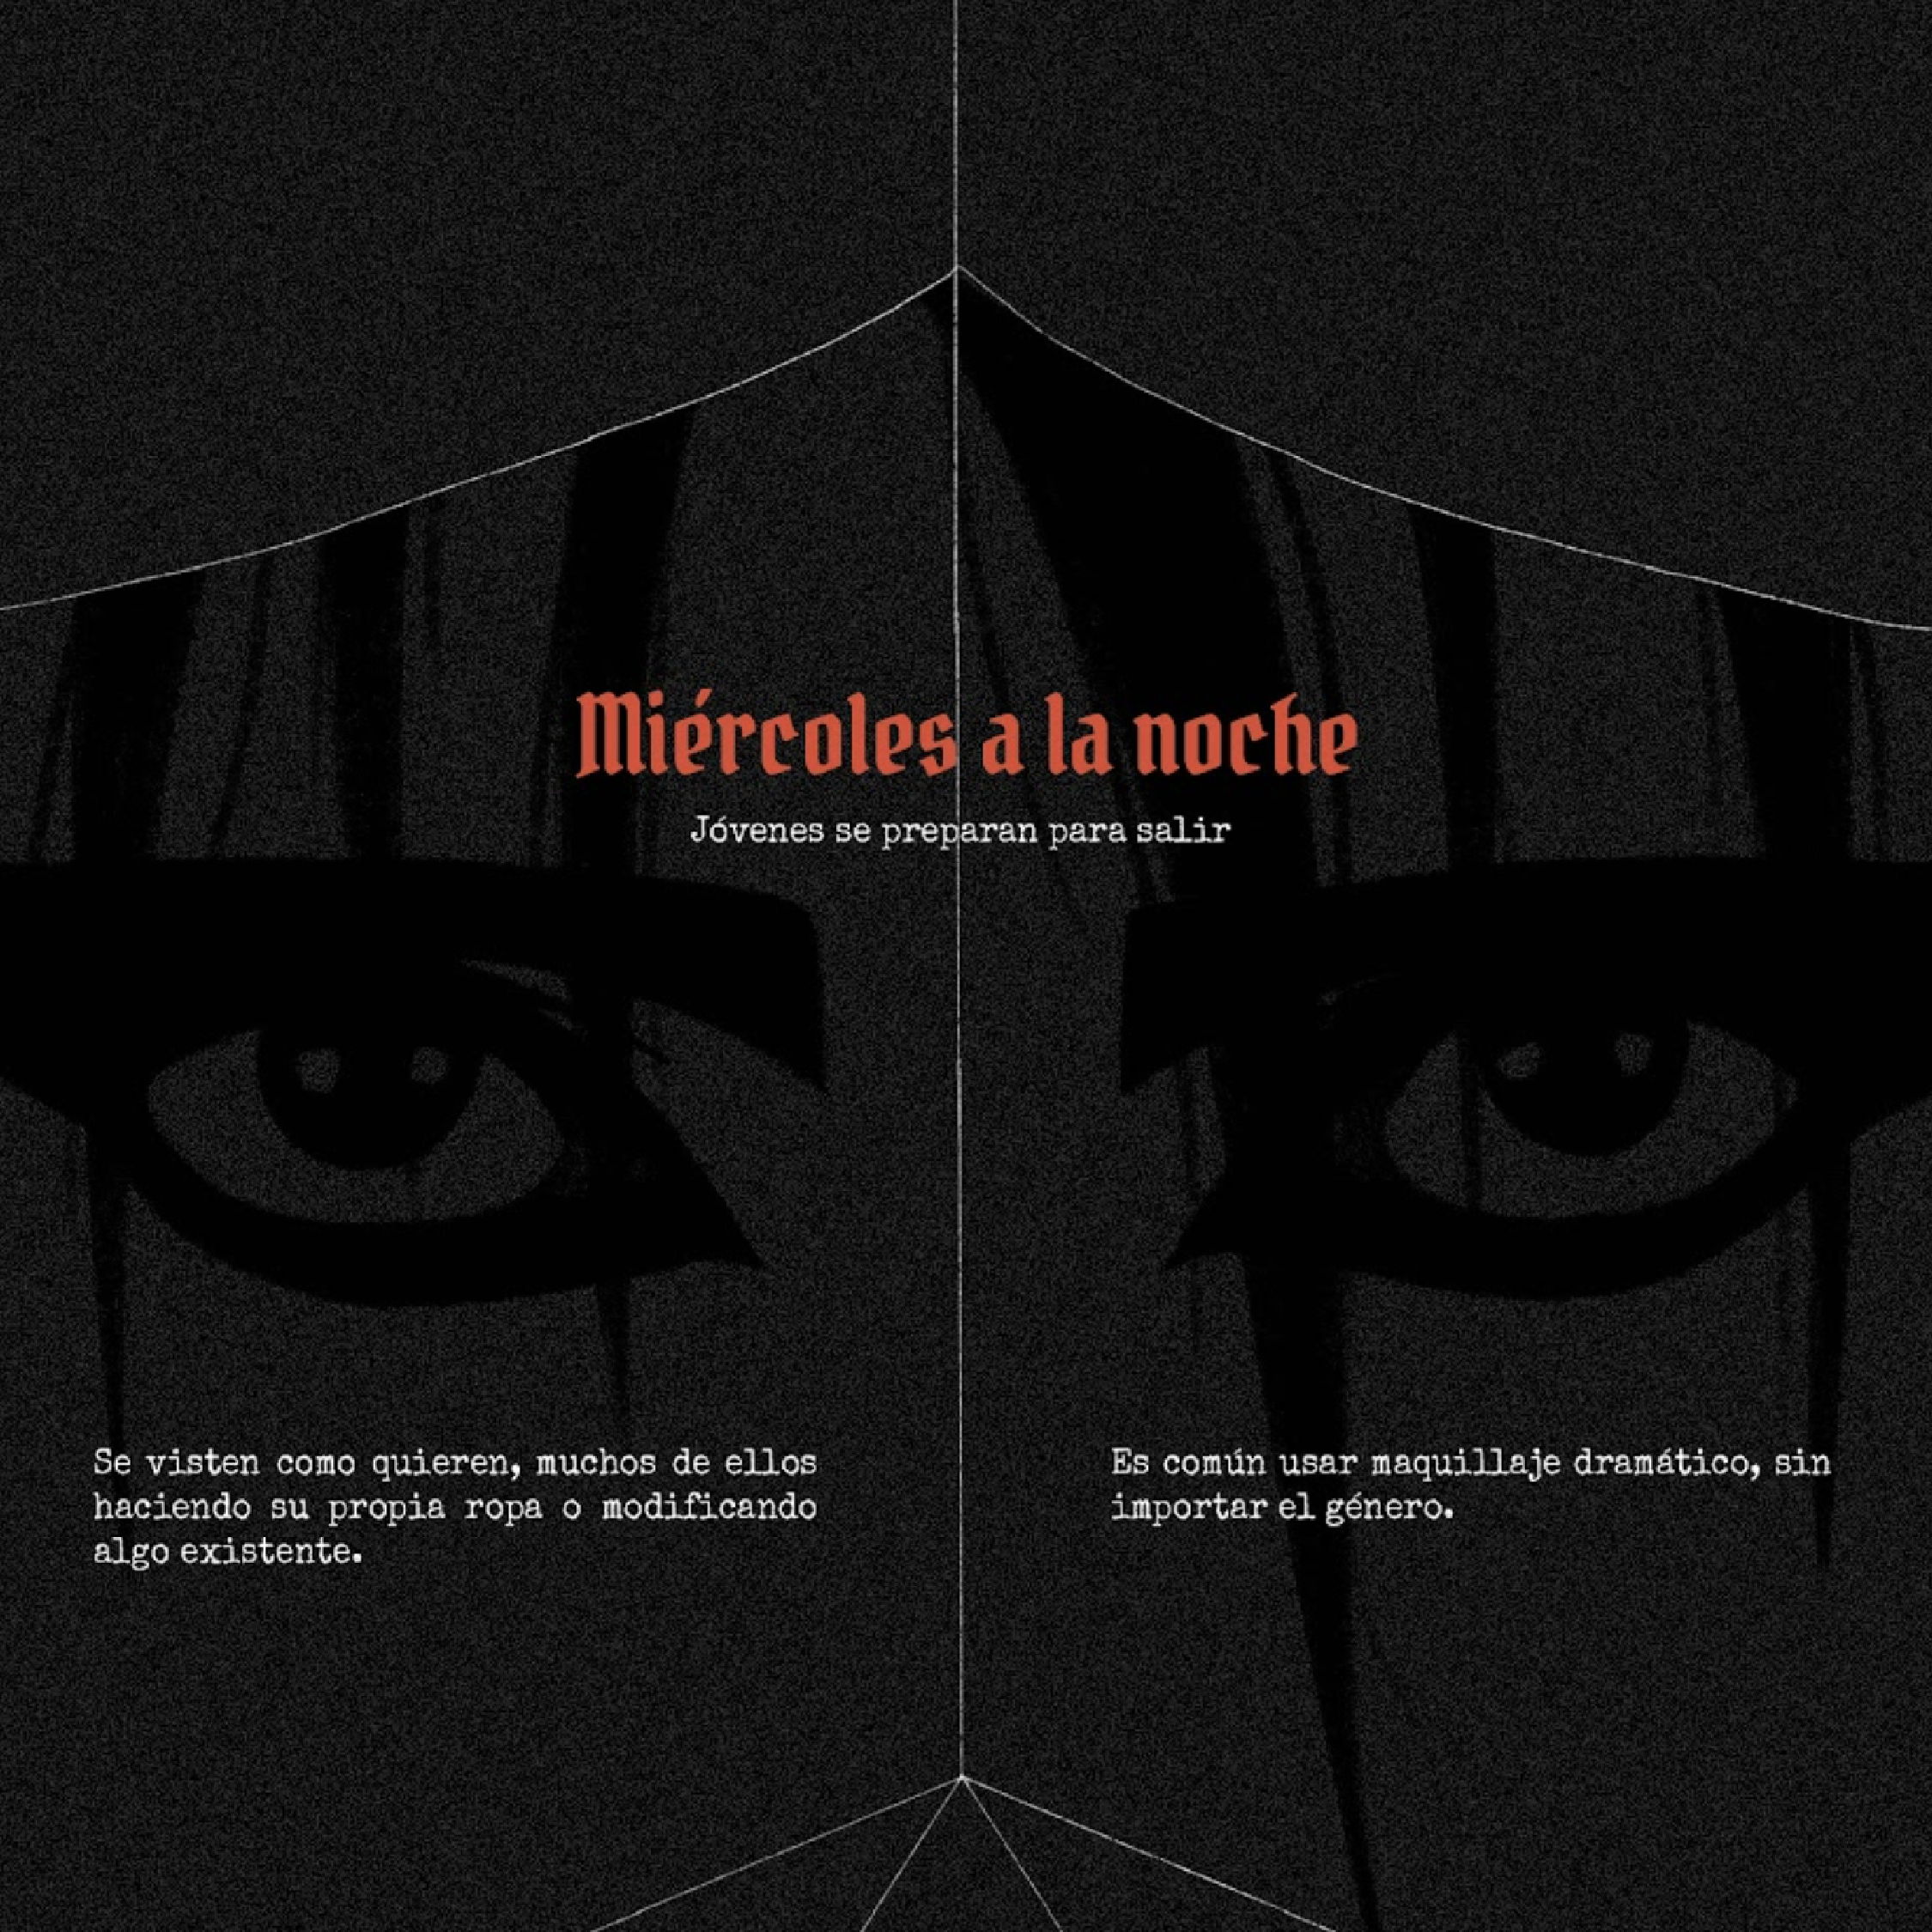 Miércoles a la noche
Jóvenes se preparan para salir
Se visten como quieren, muchos de ellos
haciendo su propia ropa o modificando
algo existente.
Es común usar maquillaje dramático, sin
importar el género.